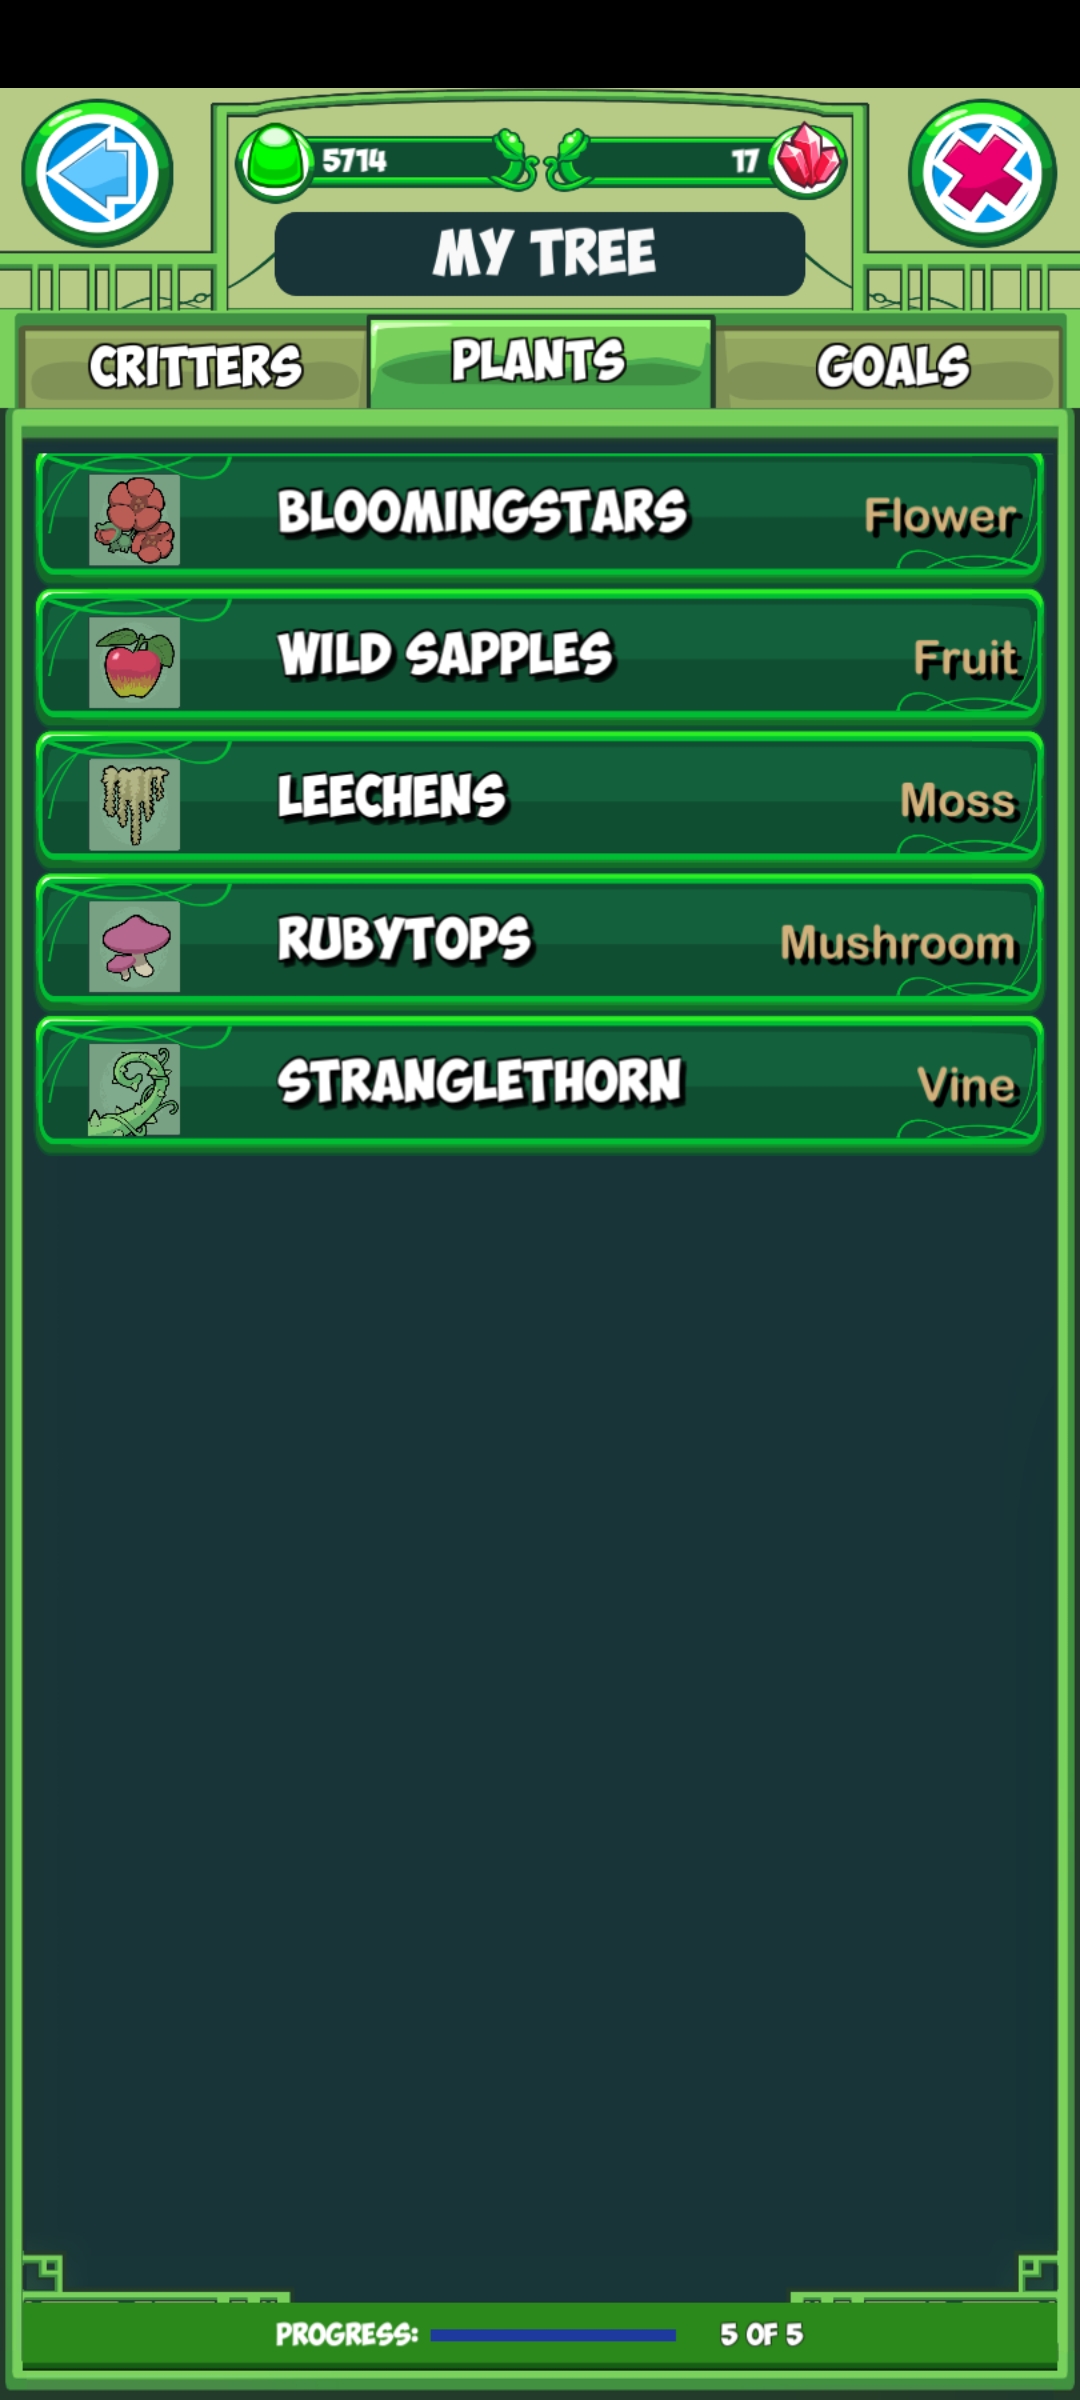 5714
17
MY TREE
CRITTERS
PLANTS
GOALS
BLOOMINGSTARS Flower
WILD SAPPLES Fruit
LEECHENS Moss
RUBYTOPS Mushroom
STRANGLETHORN Vine
PROGRESS: 5 OF 5